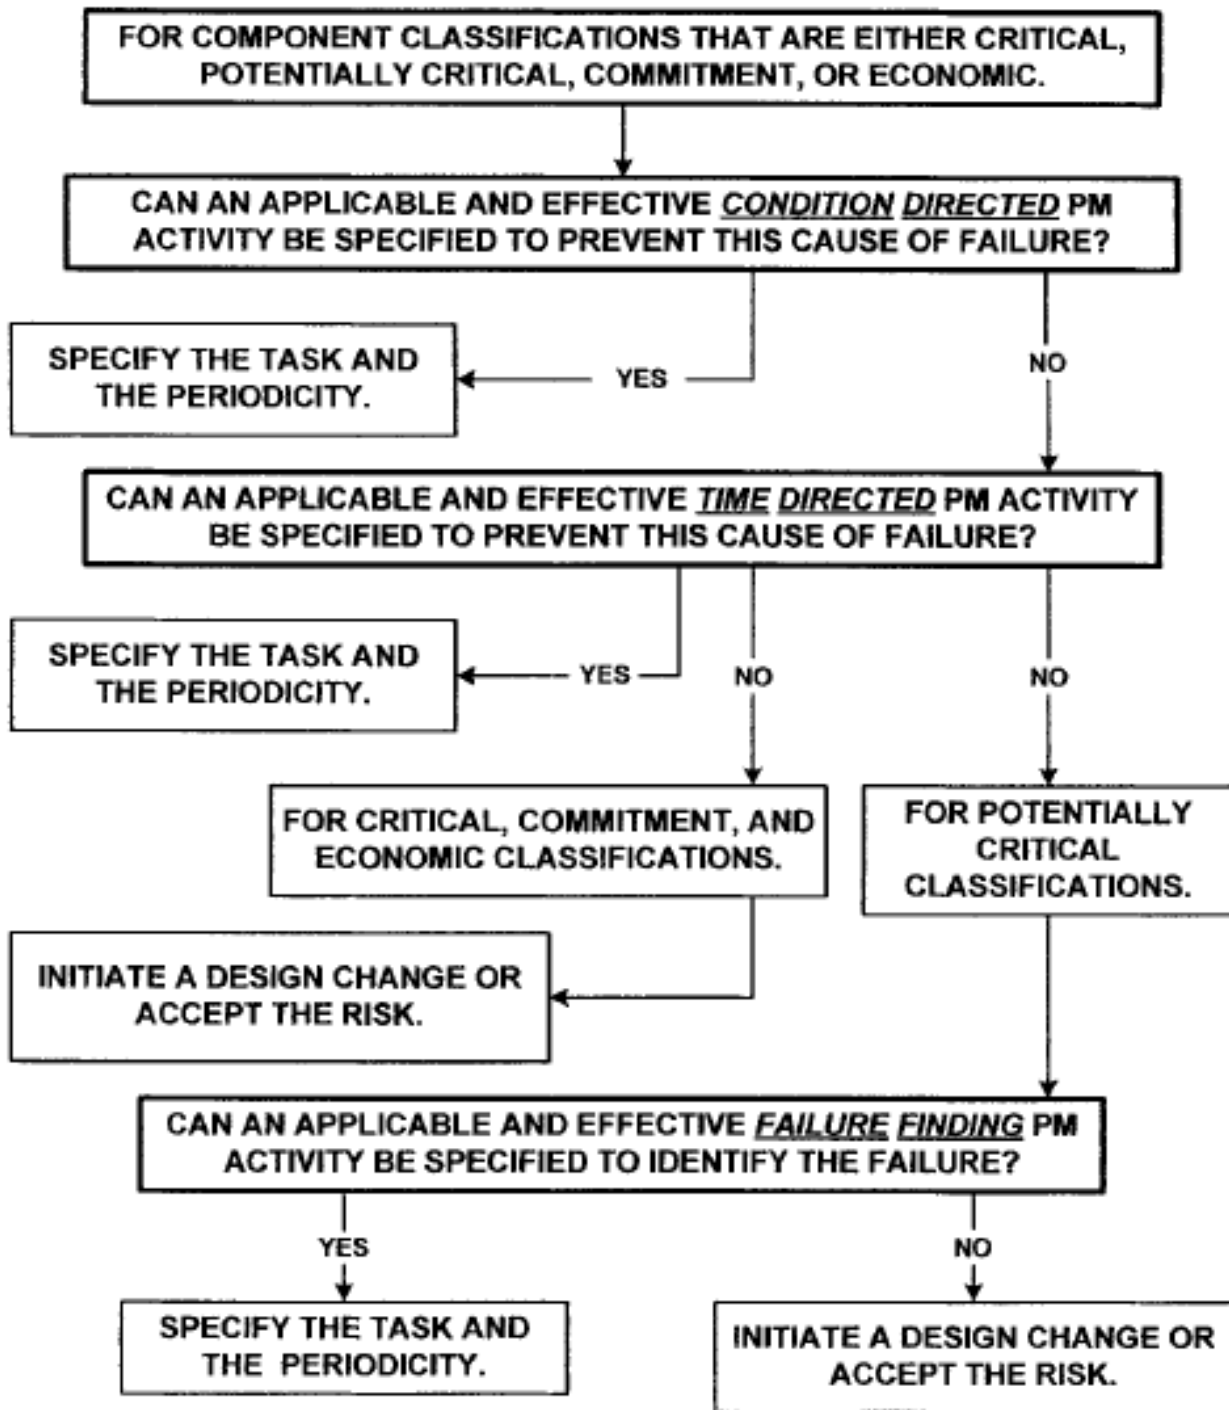 FOR COMPONENT CLASSIFICATIONS THAT ARE EITHER CRITICAL,
POTENTIALLY CRITICAL, COMMITMENT, OR ECONOMIC.
CAN AN APPLICABLE AND EFFECTIVE CONDITION DIRECTED PM
ACTIVITY BE SPECIFIED TO PREVENT THIS CAUSE OF FAILURE?
SPECIFY THE TASK AND
THE PERIODICITY.
YES
NO
CAN AN APPLICABLE AND EFFECTIVE TIME DIRECTED PM ACTIVITY
BE SPECIFIED TO PREVENT THIS CAUSE OF FAILURE?
SPECIFY THE TASK AND
THE PERIODICITY.
YES
NO
NO
FOR CRITICAL, COMMITMENT, AND
ECONOMIC CLASSIFICATIONS.
FOR POTENTIALLY
CRITICAL
CLASSIFICATIONS.
INITIATE A DESIGN CHANGE OR
ACCEPT THE RISK.
CAN AN APPLICABLE AND EFFECTIVE FAILURE FINDING PM
ACTIVITY BE SPECIFIED TO IDENTIFY THE FAILURE?
YES
NO
SPECIFY THE TASK AND
THE PERIODICITY.
INITIATE A DESIGN CHANGE OR
ACCEPT THE RISK.